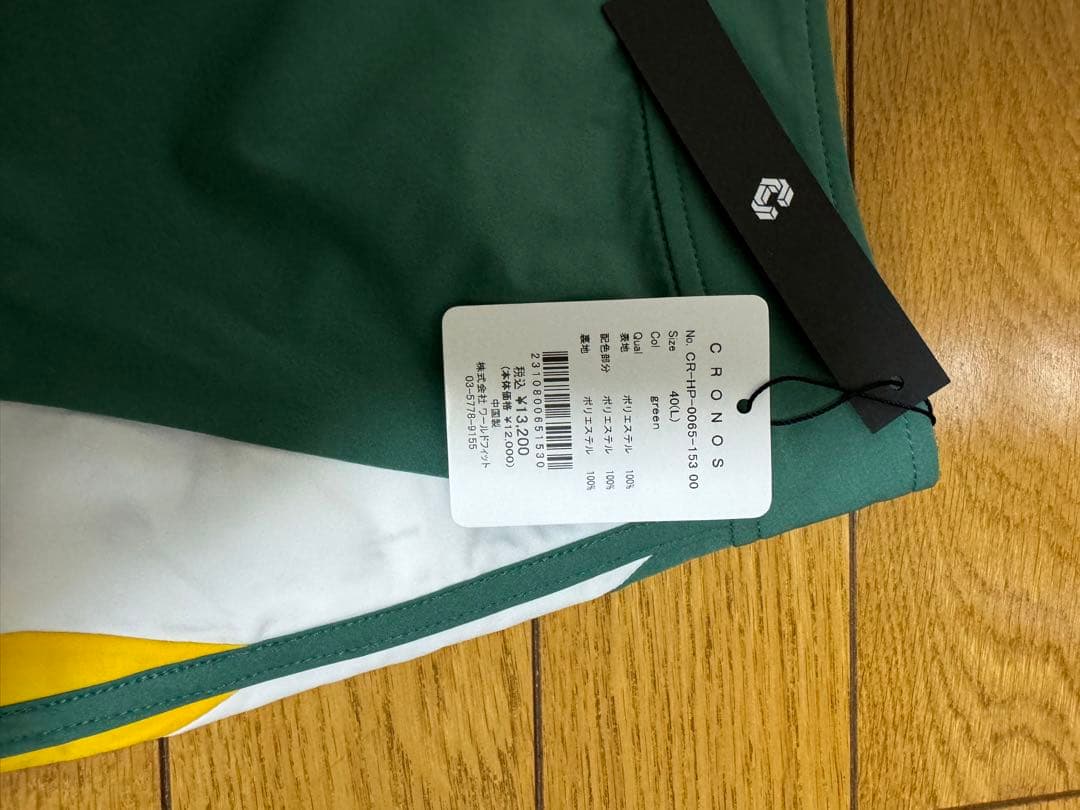 CRONOS
No. CR-HP-0065-153 00
Size 40(L)
Col green
Qual
表地 ポリエステル 100%
配色部分 ポリエステル 100%
裏地 ポリエステル 100%
2310800651530
税込 ¥13,200
(本体価格 ¥12,000)
中国製
株式会社 ワールドフィット
03-5778-9155